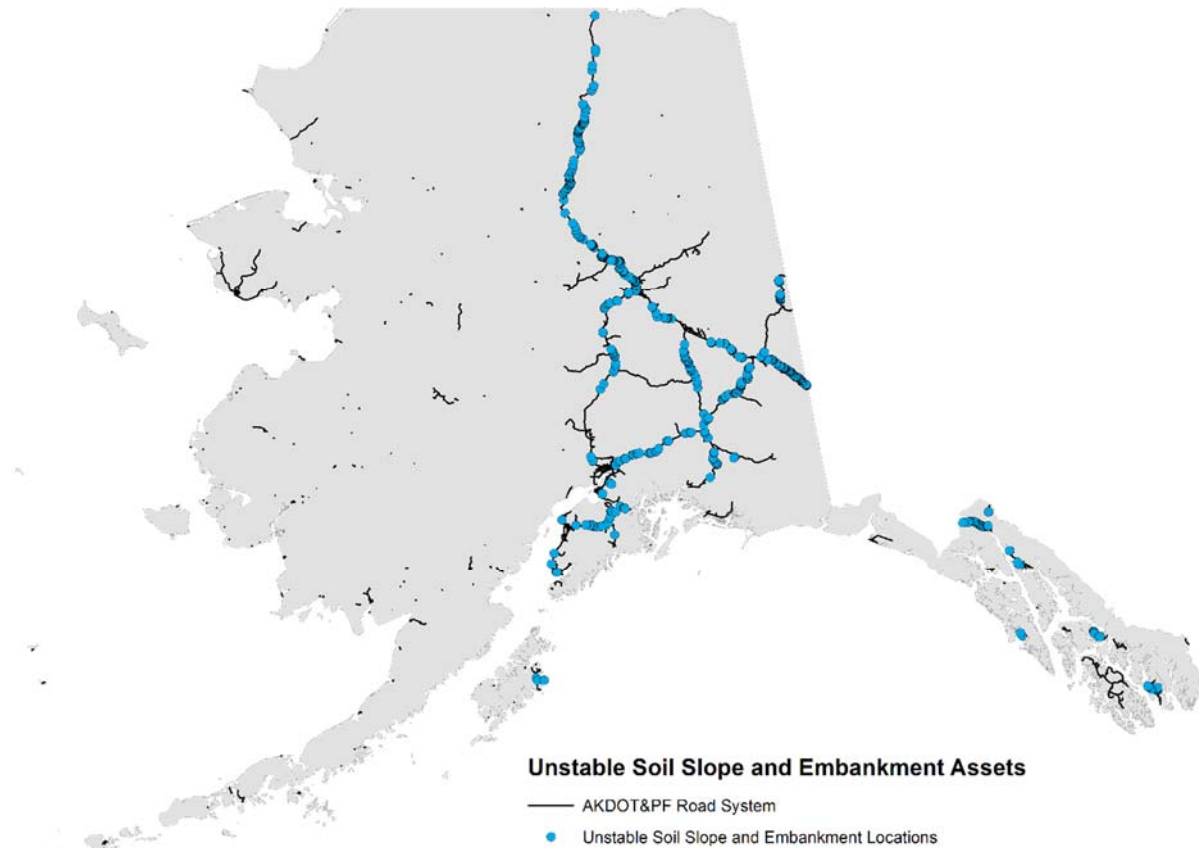 Unstable Soil Slope and Embankment Assets
AKDOT&PF Road System
Unstable Soil Slope and Embankment Locations